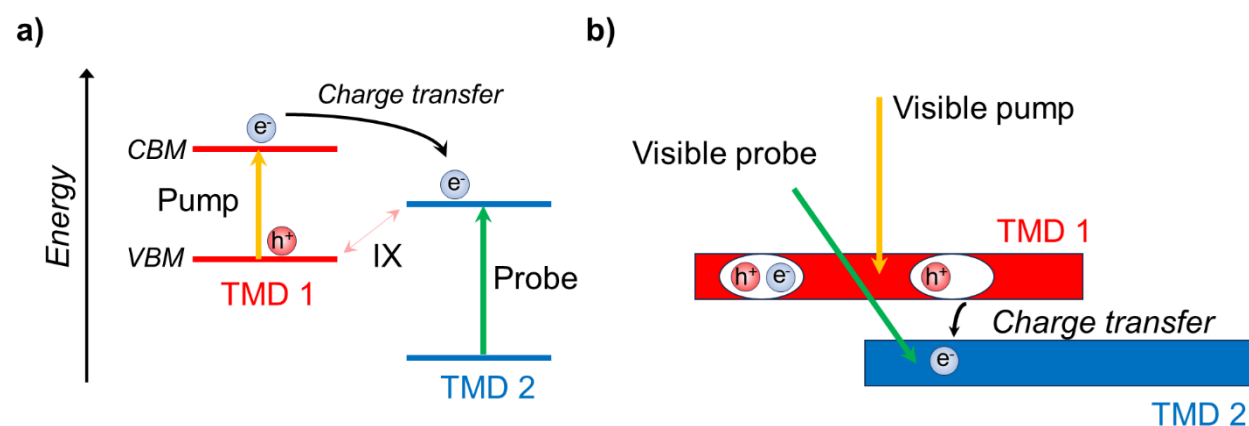 a)
Energy
CBM
VBM
e-
Charge transfer
Pump
h+
TMD 1
IX
e-
Probe
TMD 2
b)
Visible pump
Visible probe
TMD 1
h+ e-
h+
Charge transfer
e-
TMD 2